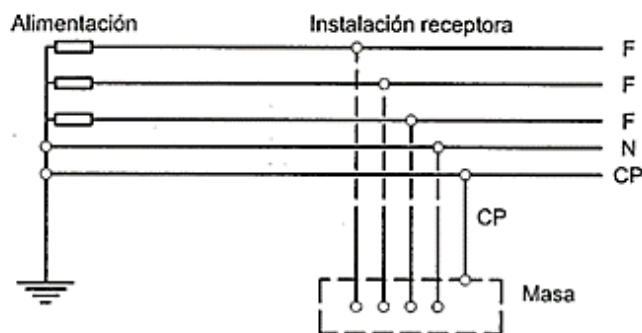 Alimentación
Instalación receptora
F
F
F
N
CP
CP
Masa